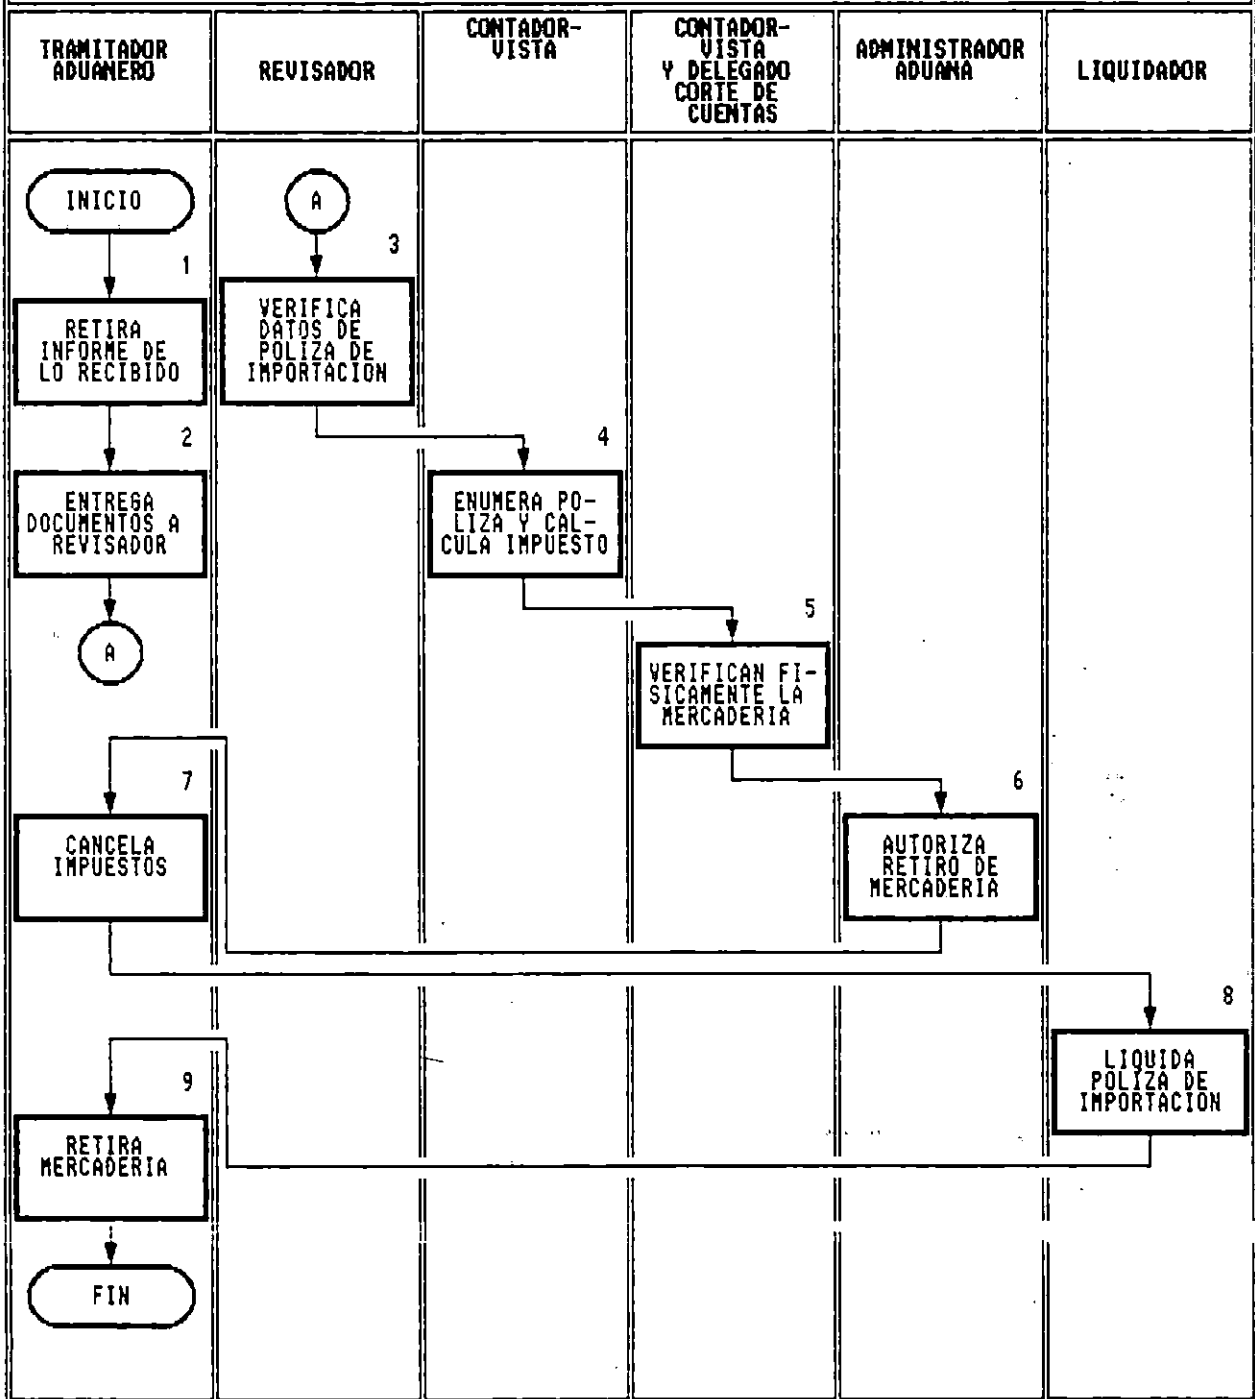 TRAMITADOR
ADUANERO
REVISADOR
CONTADOR-
VISTA
CONTADOR-
VISTA
Y DELEGADO
CORTE DE
CUENTAS
ADMINISTRADOR
ADUANA
LIQUIDADOR
INICIO
1
RETIRA
INFORME DE
LO RECIBIDO
2
ENTREGA
DOCUMENTOS A
REVISADOR
A
A
3
VERIFICA
DATOS DE
POLIZA DE
IMPORTACION
4
ENUMERA PO-
LIZA Y CAL-
CULA IMPUESTO
5
VERIFICAN FI-
SICAMENTE LA
MERCADERIA
6
AUTORIZA
RETIRO DE
MERCADERIA
7
CANCELA
IMPUESTOS
8
LIQUIDA
POLIZA DE
IMPORTACION
9
RETIRA
MERCADERIA
FIN